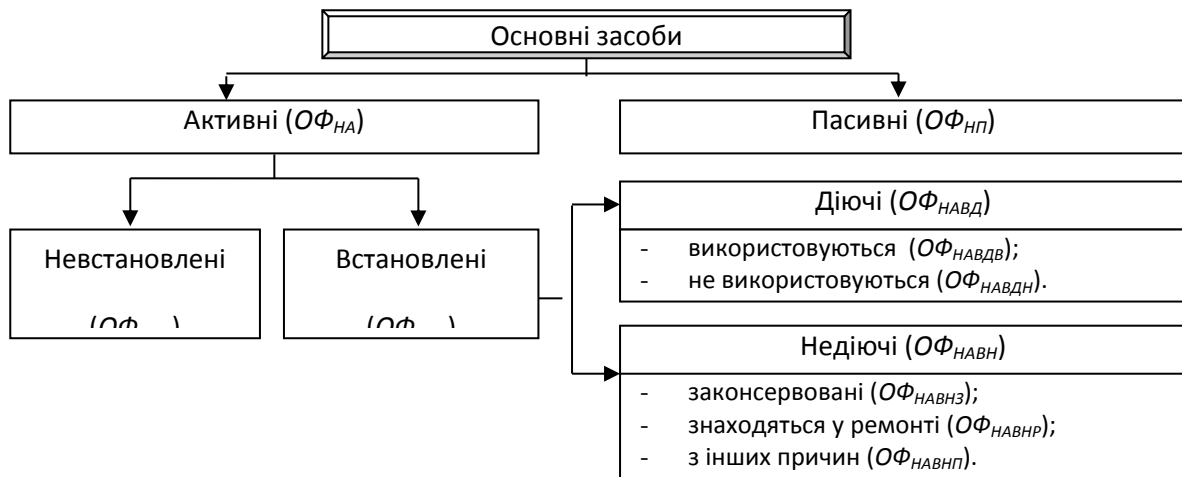 Основні засоби
Активні (ОФНА)
Пасивні (ОФНП)
Невстановлені
Встановлені
Діючі (ОФНАВД)
- використовуються (ОФНАВДВ);
- не використовуються (ОФНАВДН).
Недіючі (ОФНАВН)
- законсервовані (ОФНАВНЗ);
- знаходяться у ремонті (ОФНАВНР);
- з інших причин (ОФНАВНП).